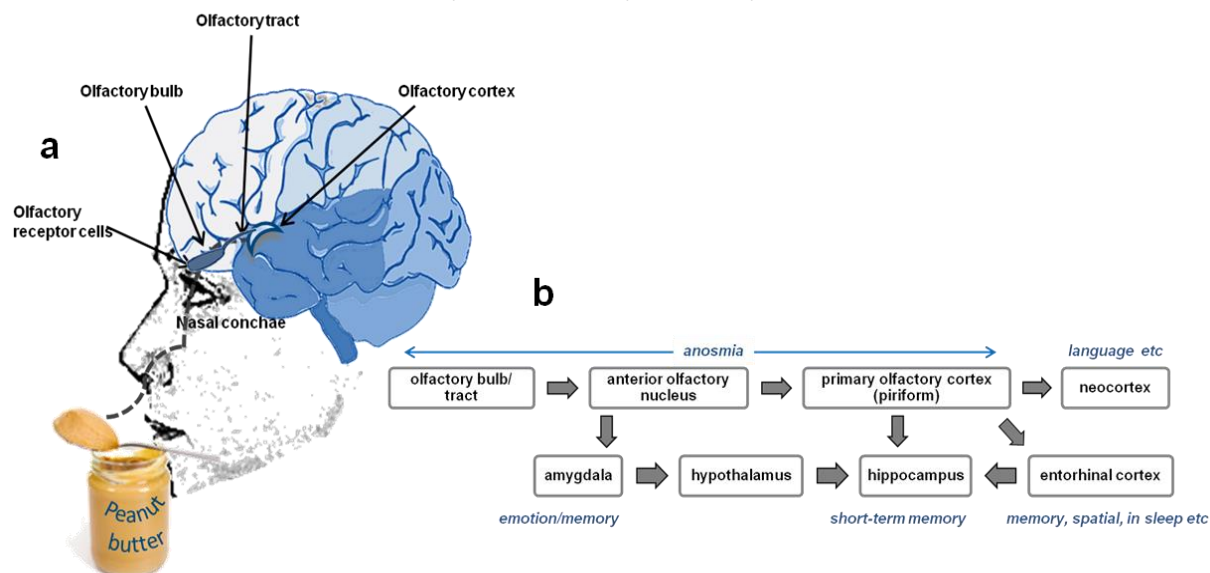 Olfactory tract
Olfactory bulb
Olfactory cortex
a
Olfactory
receptor cells
Nasal conchae
Peanut
butter
b
anosmia
language etc
olfactory bulb/
tract
anterior olfactory
nucleus
primary olfactory cortex
(piriform)
neocortex
amygdala
hypothalamus
hippocampus
entorhinal cortex
emotion/memory
short-term memory
memory, spatial, in sleep etc